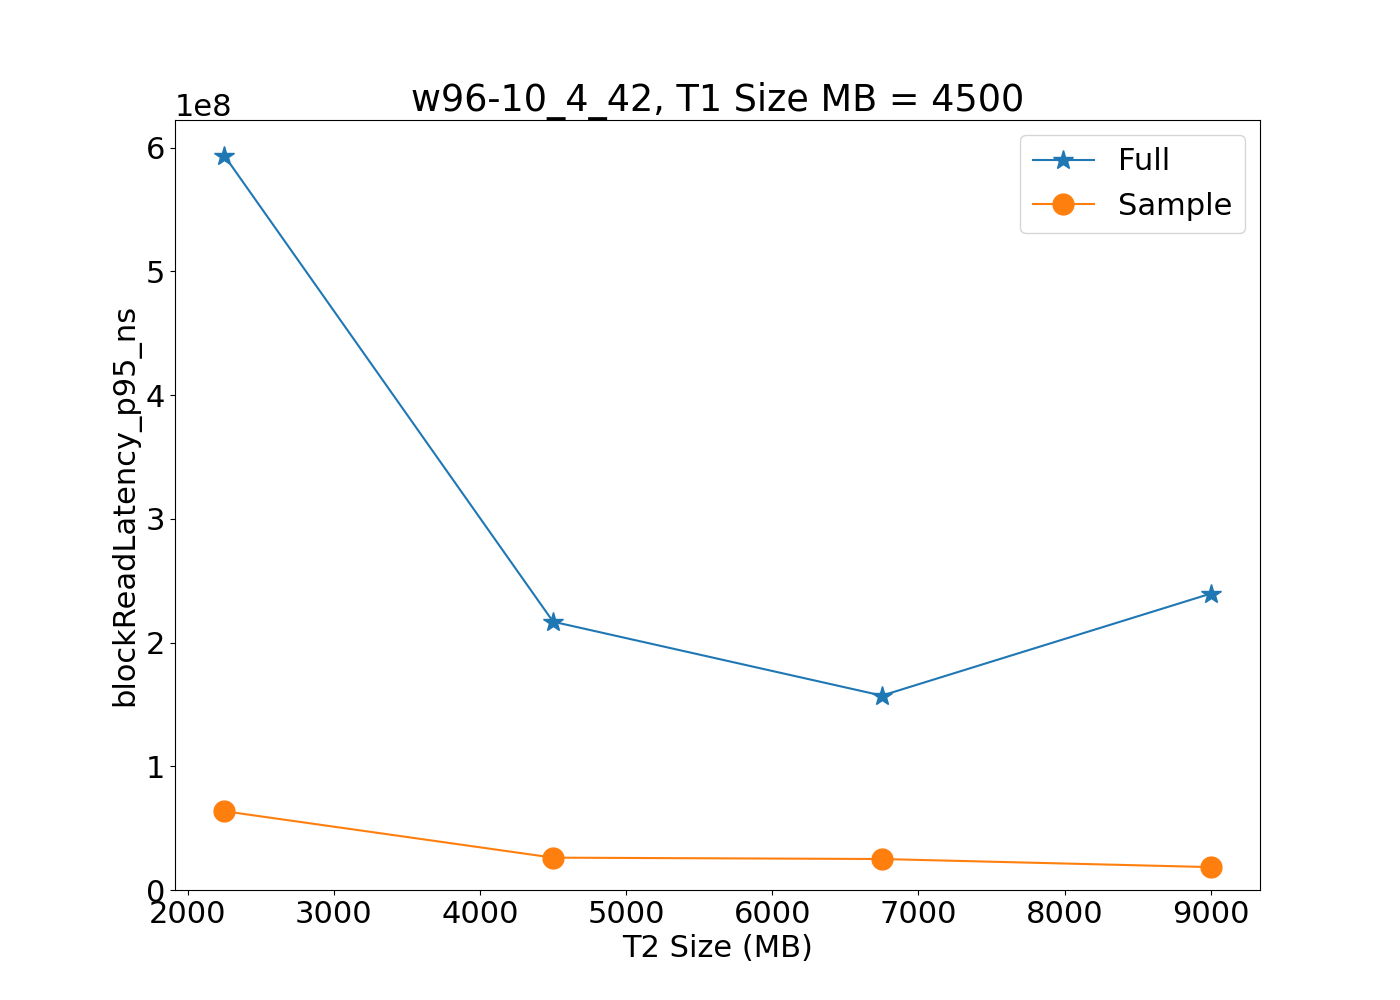 w96-10_4_42, T1 Size MB = 4500
1e8
Full
Sample
6
5
4
3
2
1
0
blockReadLatency_p95_ns
2000 3000 4000 5000 6000 7000 8000 9000
T2 Size (MB)